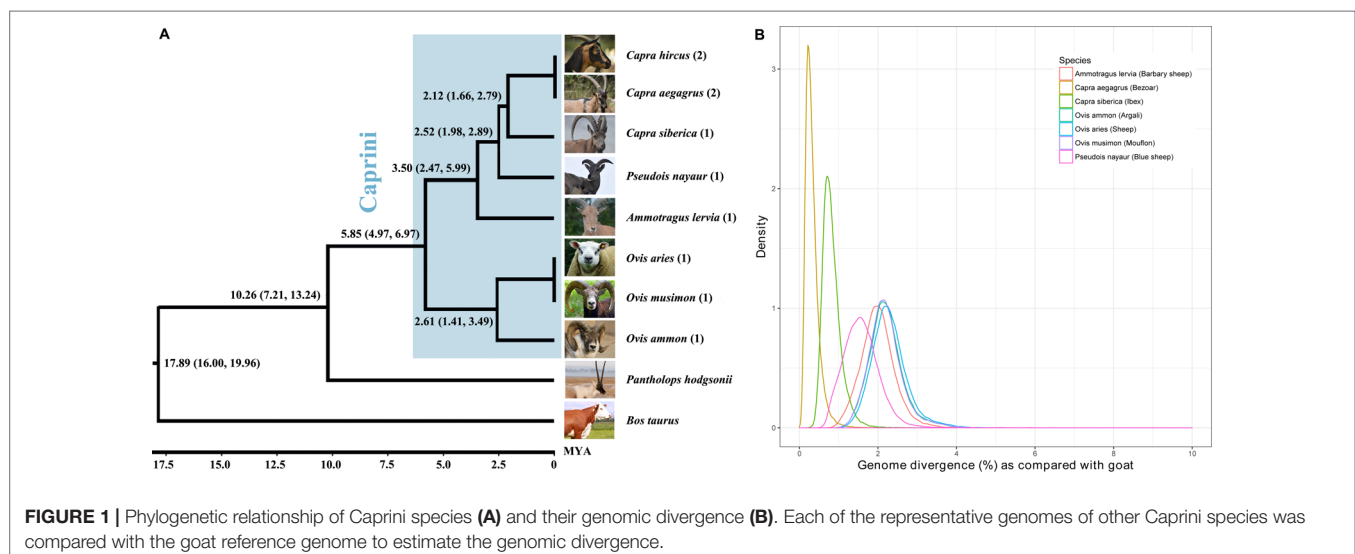 A
Capra hircus (2)
Capra aegagrus (2)
2.12 (1.66, 2.79)
2.52 (1.98, 2.89)
Capra siberica (1)
3.50 (2.47, 5.99)
Pseudois nayaur (1)
Caprini
Ammotragus lervia (1)
5.85 (4.97, 6.97)
Ovis aries (1)
10.26 (7.21, 13.24)
Ovis musimon (1)
2.61 (1.41, 3.49)
Ovis ammon (1)
17.89 (16.00, 19.96)
Pantholops hodgsonii
Bos taurus
MYA
17.5 15.0 12.5 10.0 7.5 5.0 2.5 0
B
Species
Ammotragus lervia (Barbary sheep)
Capra aegagrus (Bezoar)
Capra siberica (Ibex)
Ovis ammon (Argali)
Ovis aries (Sheep)
Ovis musimon (Mouflon)
Pseudois nayaur (Blue sheep)
3
2
1
0
Density
0 2 4 6 8 10
Genome divergence (%) as compared with goat
FIGURE 1 | Phylogenetic relationship of Caprini species (A) and their genomic divergence (B). Each of the representative genomes of other Caprini species was
compared with the goat reference genome to estimate the genomic divergence.